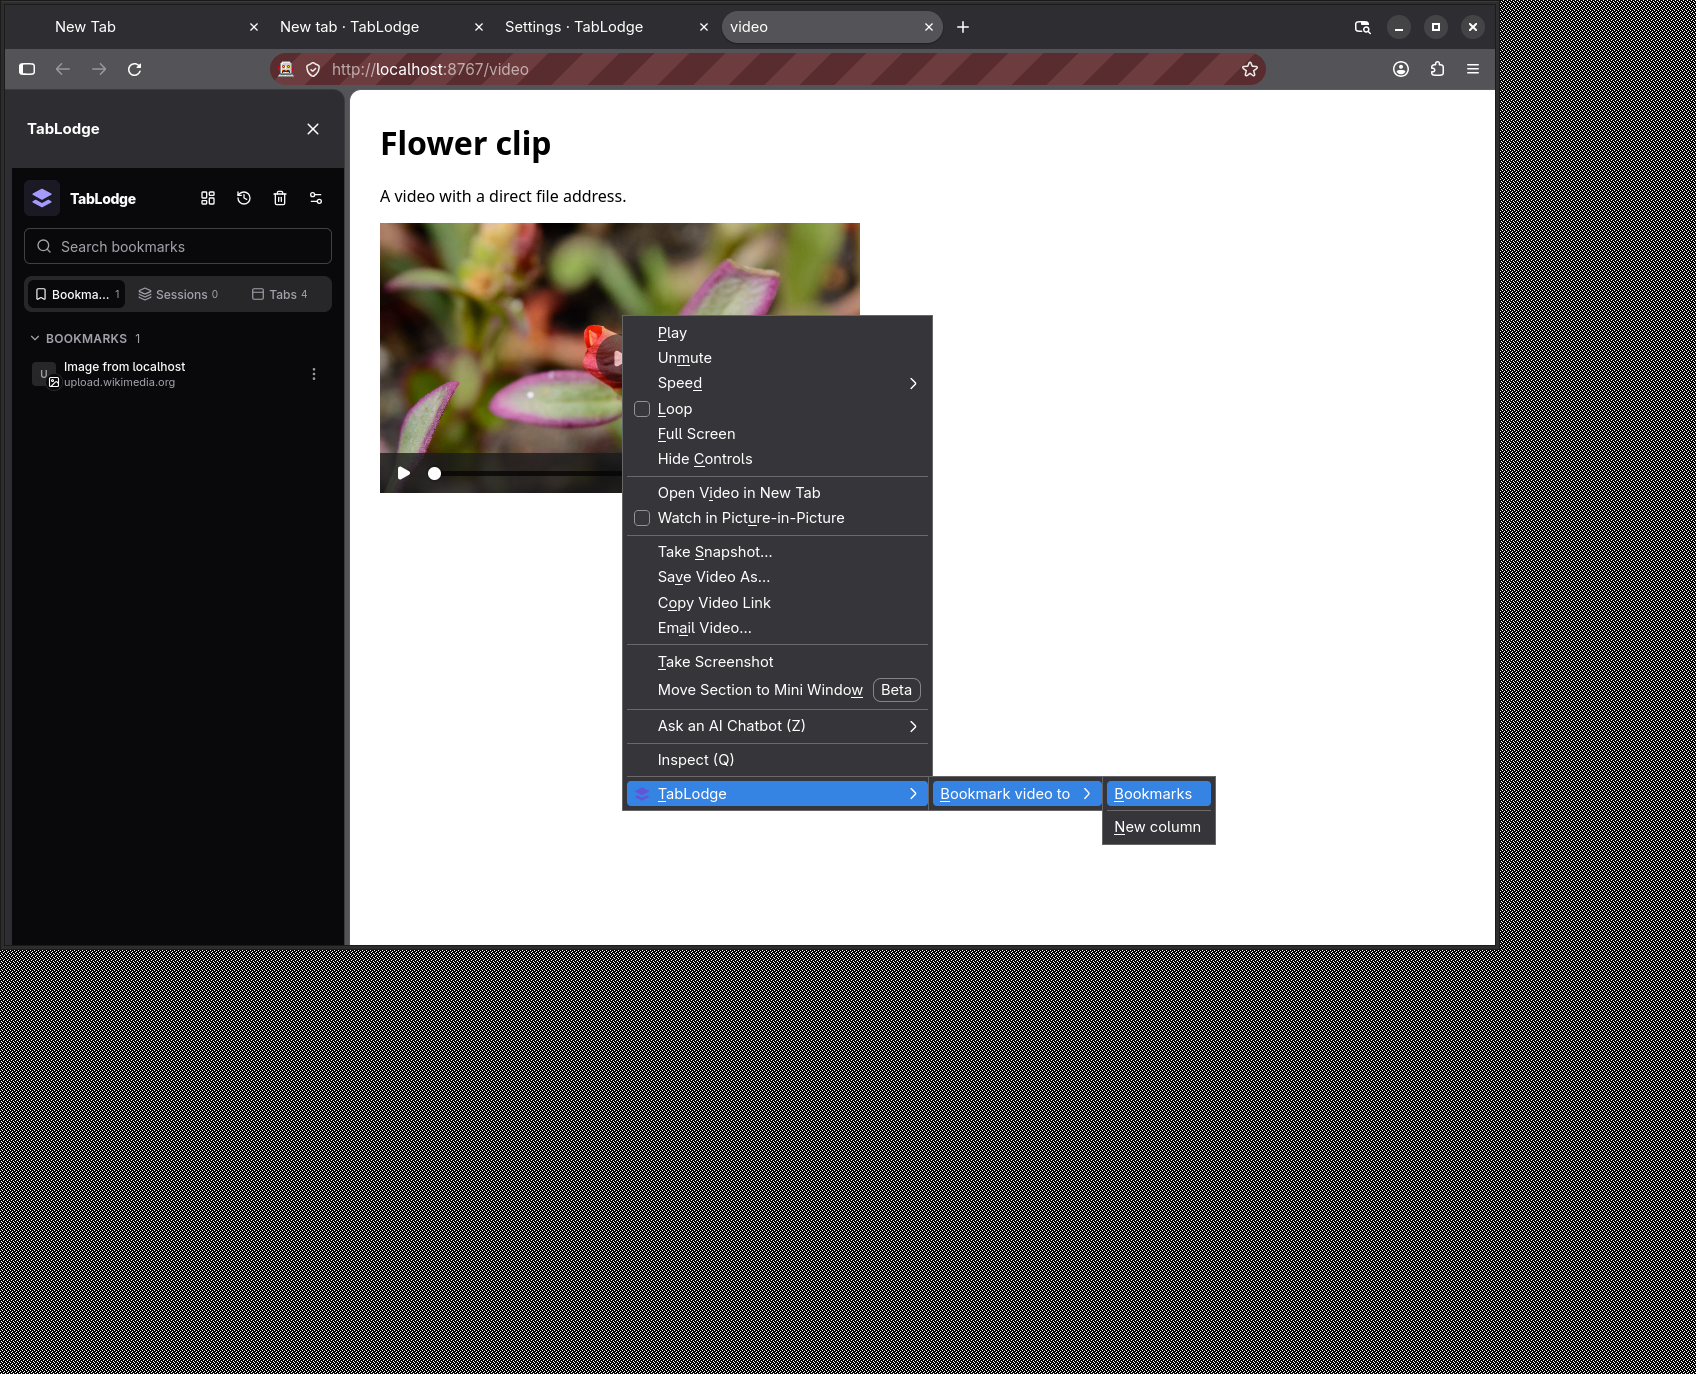 New Tab
New tab · TabLodge
Settings · TabLodge
video
http://localhost:8767/video
TabLodge
TabLodge
Search bookmarks
Bookma... 1
Sessions 0
Tabs 4
BOOKMARKS 1
U
Image from localhost
upload.wikimedia.org
Flower clip
A video with a direct file address.
Play
Unmute
Speed
Loop
Full Screen
Hide Controls
Open Video in New Tab
Watch in Picture-in-Picture
Take Snapshot…
Save Video As…
Copy Video Link
Email Video…
Take Screenshot
Move Section to Mini Window Beta
Ask an AI Chatbot (Z)
Inspect (Q)
TabLodge
Bookmark video to
Bookmarks
New column